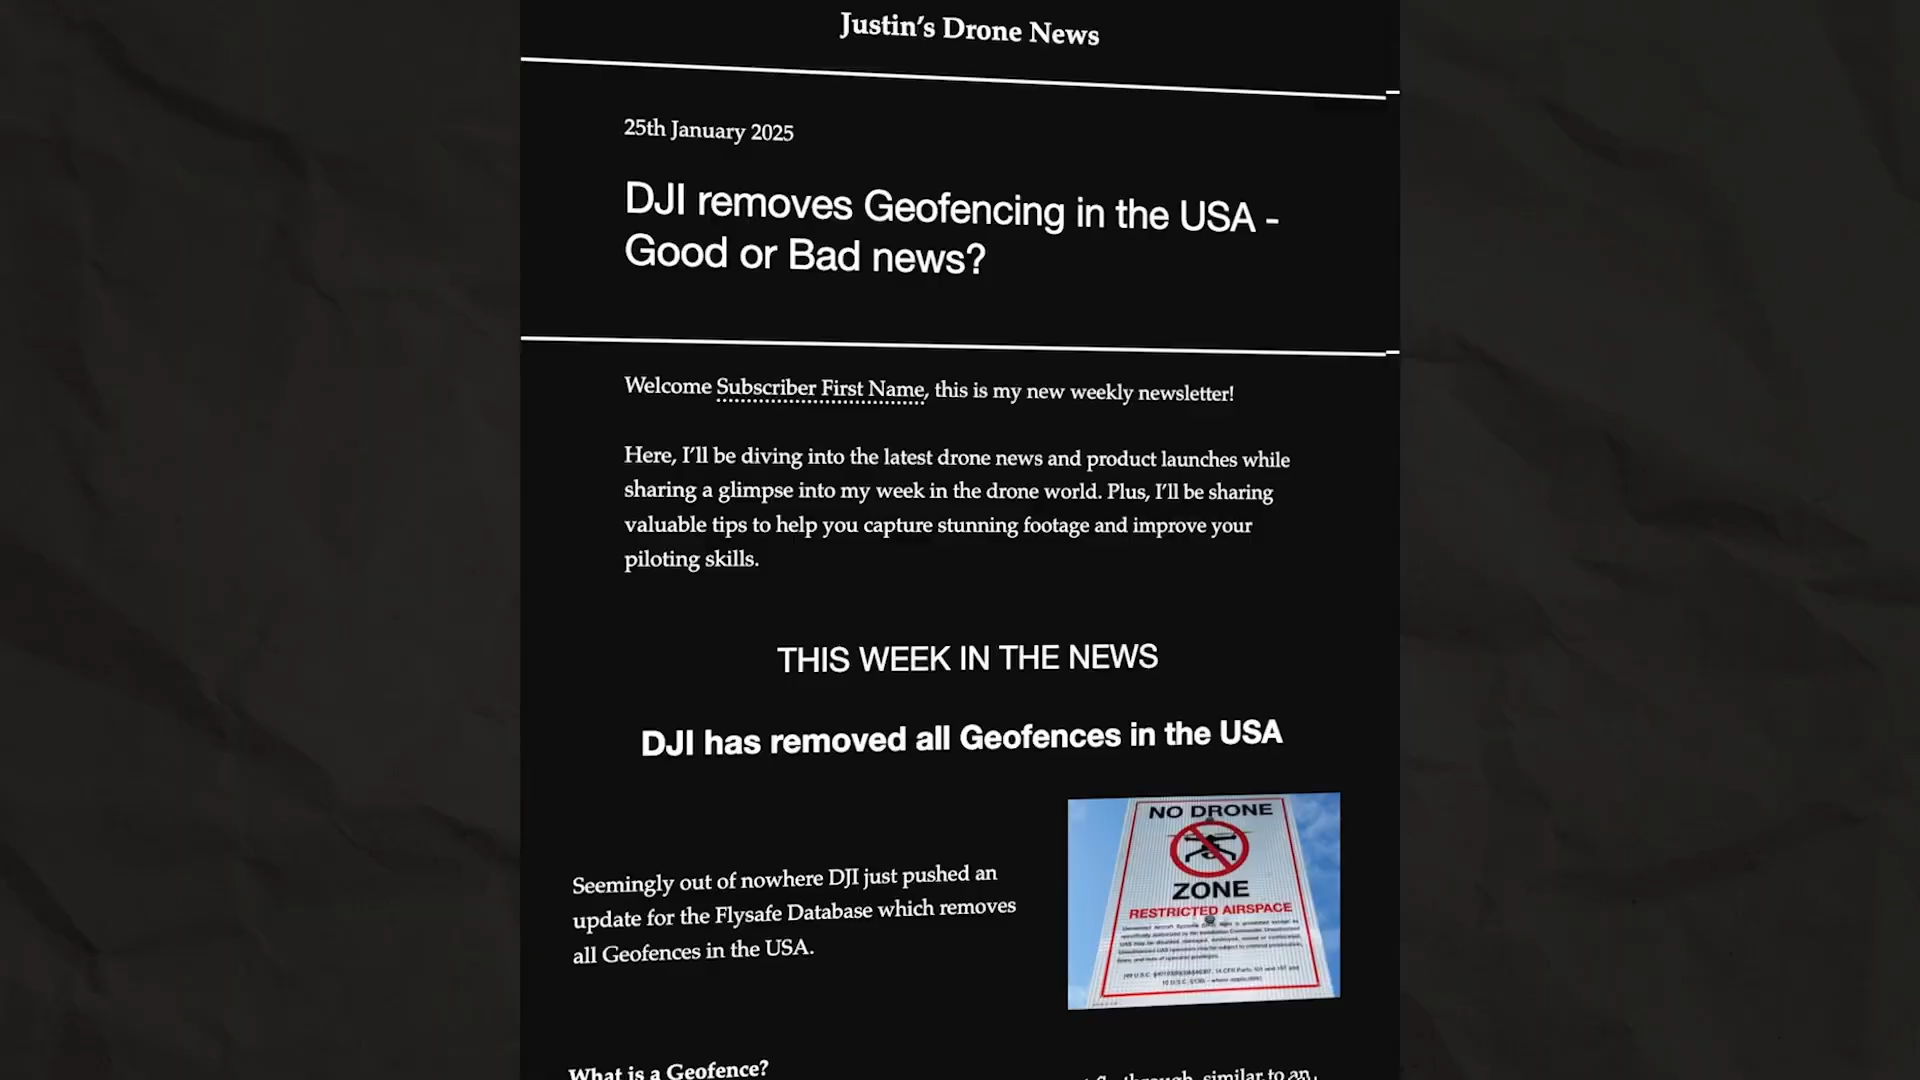 Justin's Drone News
25th January 2025
DJI removes Geofencing in the USA -
Good or Bad news?
Welcome Subscriber First Name, this is my new weekly newsletter!
Here, I'll be diving into the latest drone news and product launches while
sharing a glimpse into my week in the drone world. Plus, I'll be sharing
valuable tips to help you capture stunning footage and improve your
piloting skills.
THIS WEEK IN THE NEWS
DJI has removed all Geofences in the USA
Seemingly out of nowhere DJI just pushed an
update for the Flysafe Database which removes
all Geofences in the USA.
NO DRONE
ZONE
RESTRICTED AIRSPACE
What is a Geofence?
similar to an